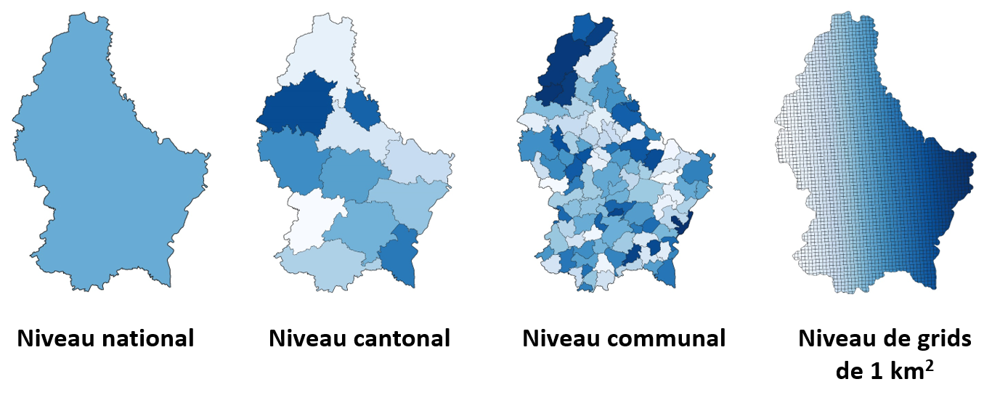 Niveau national
Niveau cantonal
Niveau communal
Niveau de grids
de 1 km²